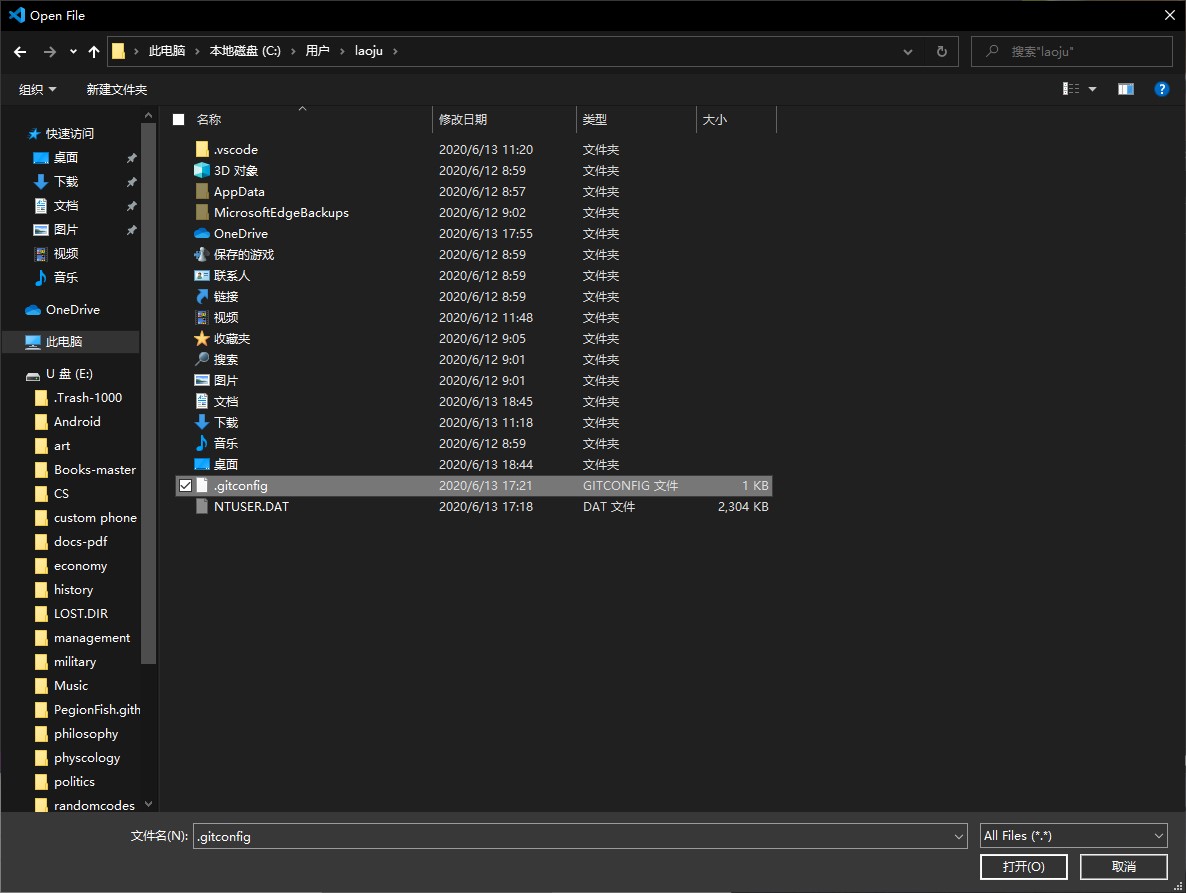 Open File
此电脑 本地磁盘 (C:) 用户 laoju
搜索"laoju"
组织 新建文件夹
名称 修改日期 类型 大小
快速访问
桌面
下载
文档
图片
视频
音乐
OneDrive
此电脑
U 盘 (E:)
.Trash-1000
Android
art
Books-master
CS
custom phone
docs-pdf
economy
history
LOST.DIR
management
military
Music
PegionFish.gith
philosophy
physcology
politics
randomcodes
.vscode 2020/6/13 11:20 文件夹
3D 对象 2020/6/12 8:59 文件夹
AppData 2020/6/12 8:57 文件夹
MicrosoftEdgeBackups 2020/6/12 9:02 文件夹
OneDrive 2020/6/13 17:55 文件夹
保存的游戏 2020/6/12 8:59 文件夹
联系人 2020/6/12 8:59 文件夹
链接 2020/6/12 8:59 文件夹
视频 2020/6/12 11:48 文件夹
收藏夹 2020/6/12 9:05 文件夹
搜索 2020/6/12 9:01 文件夹
图片 2020/6/12 9:01 文件夹
文档 2020/6/13 18:45 文件夹
下载 2020/6/13 11:18 文件夹
音乐 2020/6/12 8:59 文件夹
桌面 2020/6/13 18:44 文件夹
.gitconfig 2020/6/13 17:21 GITCONFIG 文件 1 KB
NTUSER.DAT 2020/6/13 17:18 DAT 文件 2,304 KB
文件名(N): .gitconfig All Files (*.*)
打开(O) 取消